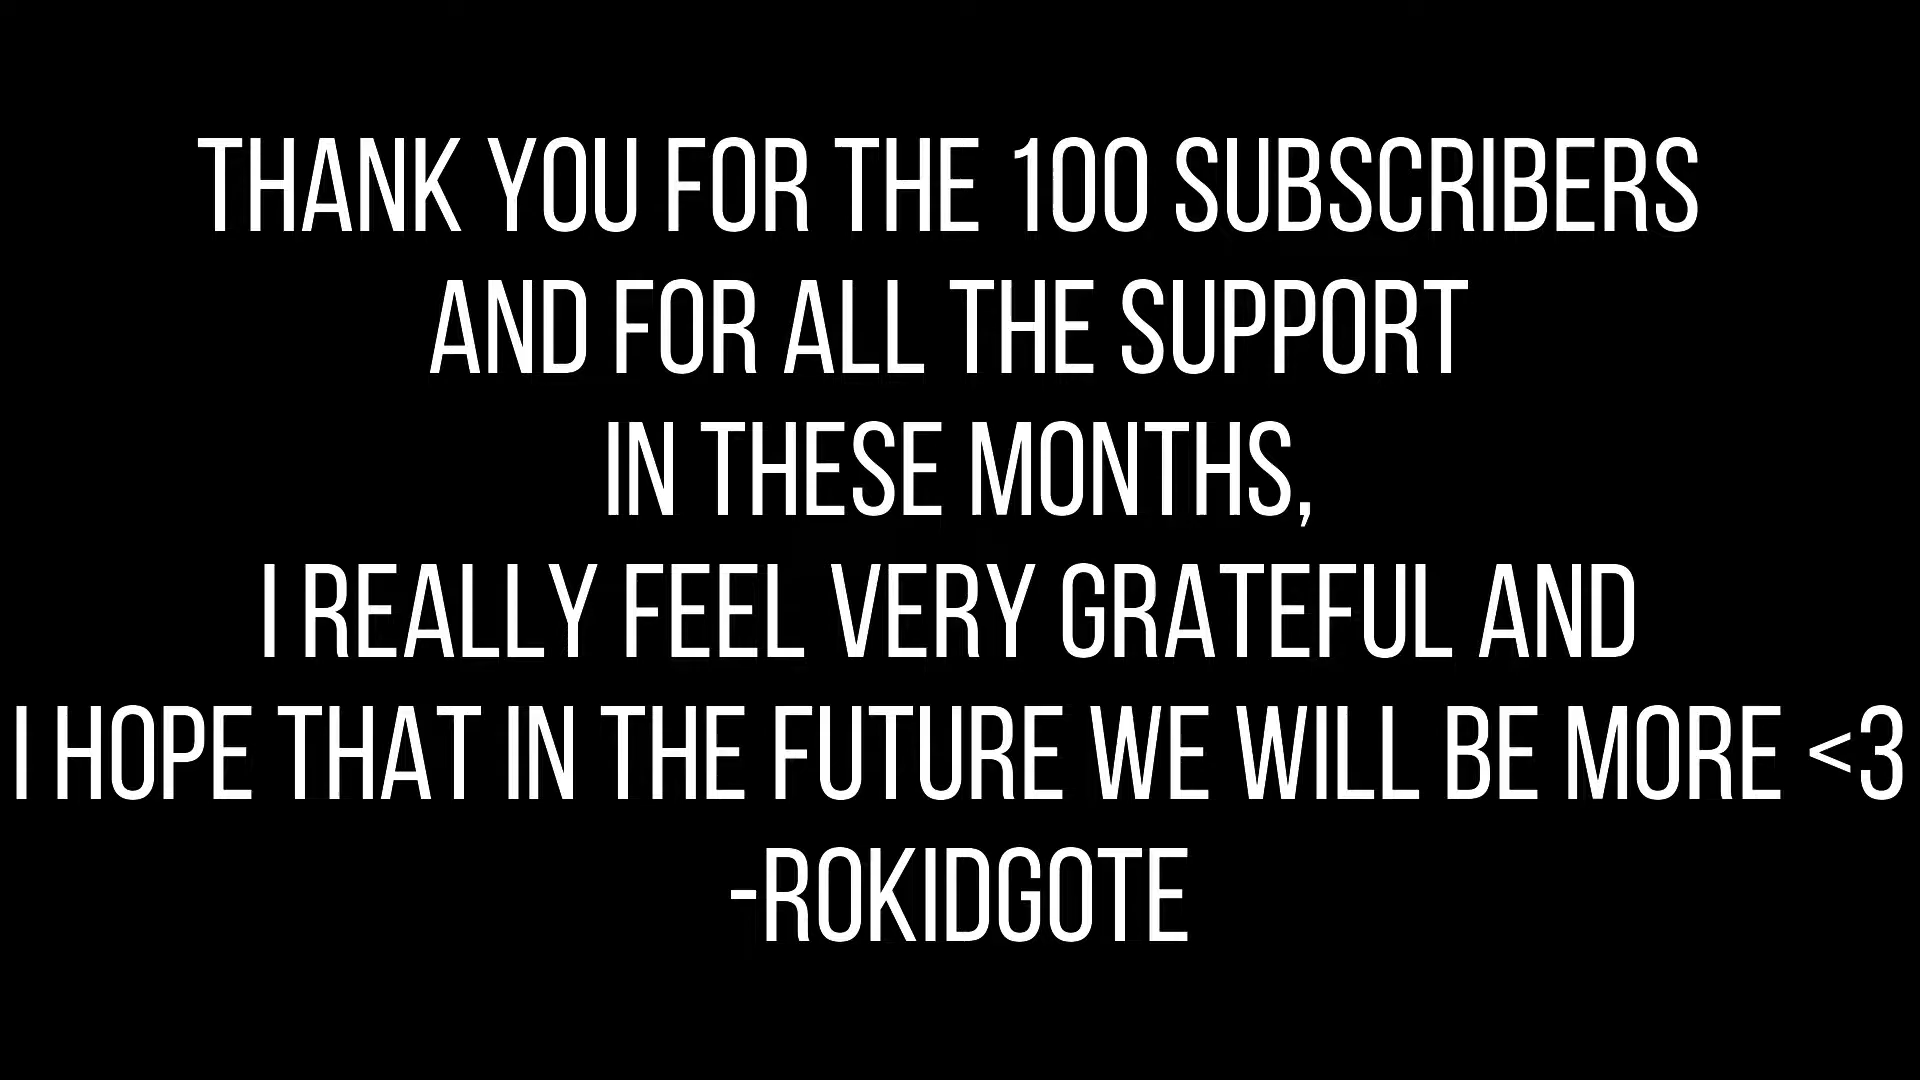 THANK YOU FOR THE 100 SUBSCRIBERS
AND FOR ALL THE SUPPORT
IN THESE MONTHS,
I REALLY FEEL VERY GRATEFUL AND
I HOPE THAT IN THE FUTURE WE WILL BE MORE <3
-ROKIDGOTE